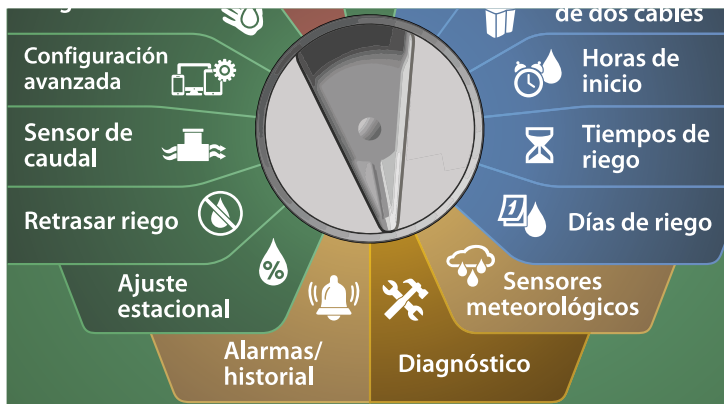 de dos cables
Configuración
avanzada
Horas de
inicio
Sensor de
caudal
Tiempos de
riego
Retrasar riego
1
Días de riego
Ajuste
estacional
%
Sensores
meteorológicos
Alarmas/
historial
Diagnóstico